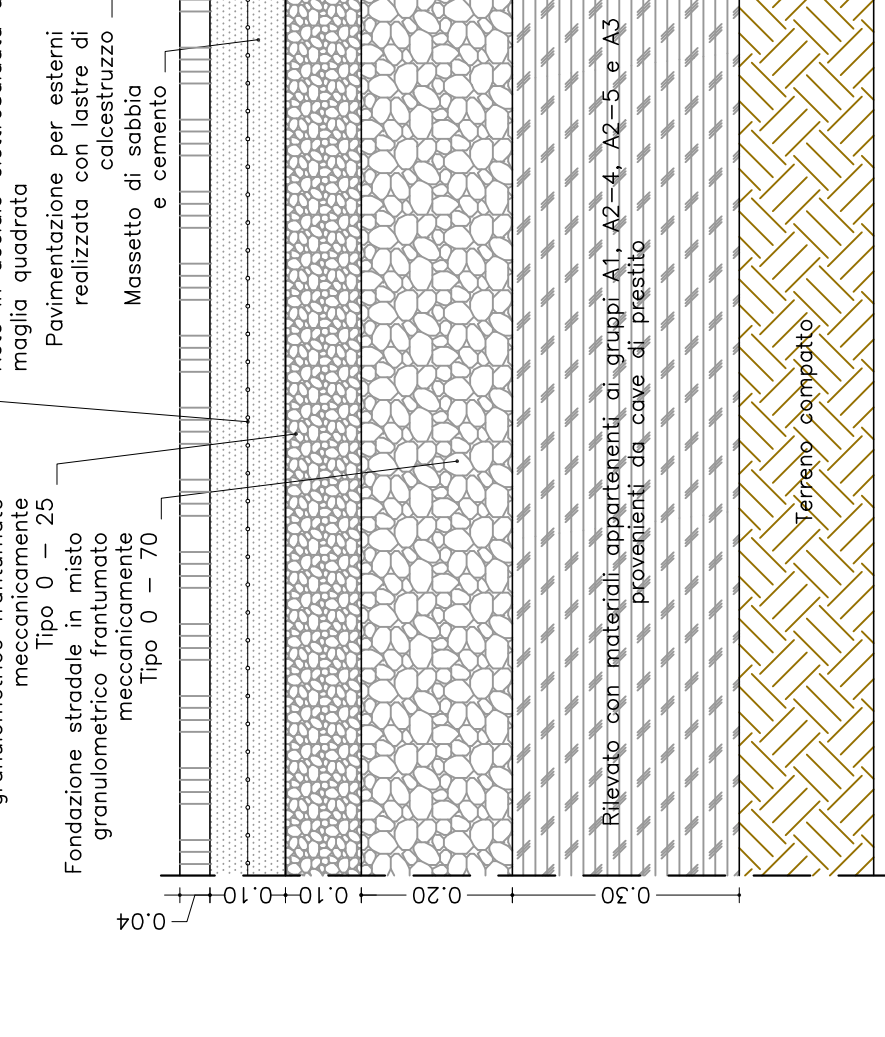 maglia quadrata
Pavimentazione per esterni
realizzata con lastre di
calcestruzzo
Massetto di sabbia
e cemento
meccanicamente
Tipo 0 – 25
Fondazione stradale in misto
granulometrico frantumato
meccanicamente
Tipo 0 – 70
Rilevato con materiali appartenenti ai gruppi A1, A2–4, A2–5 e A3
provenienti da cave di prestito
Terreno compatto
0.04
0.10
0.10
0.20
0.30